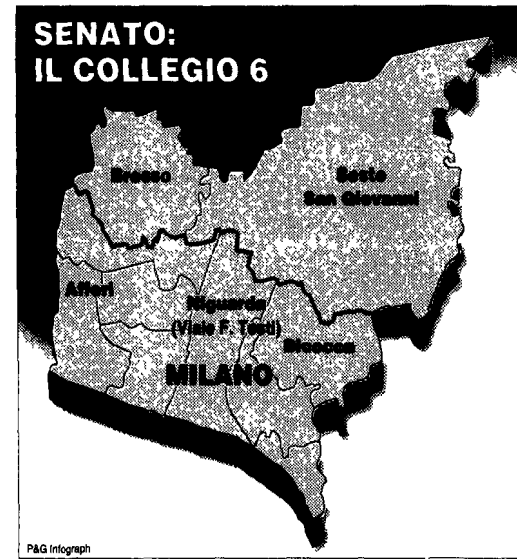 SENATO:
IL COLLEGIO 6
Bresso
Sesto
San Giovanni
Affori
Niguarda
(Viale F. Testi)
Bicocca
MILANO
P&G Infograph